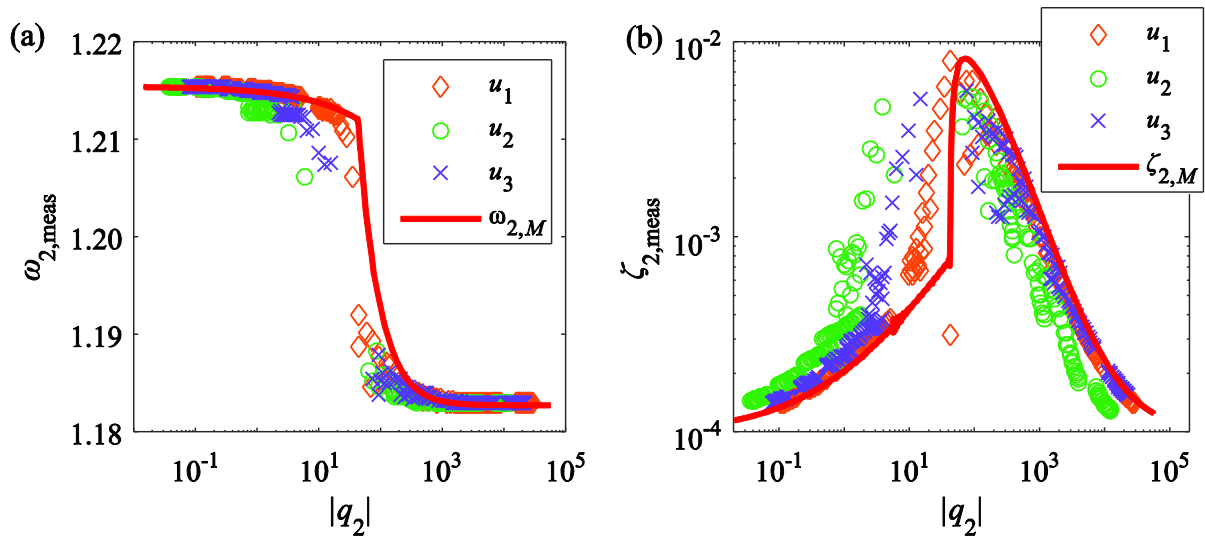 (a)
1.22
1.21
1.20
1.19
1.18
ω2,meas
10-1
101
103
105
|q2|
u1
u2
u3
ω2,M
(b)
10-2
10-3
10-4
ζ2,meas
10-1
101
103
105
|q2|
u1
u2
u3
ζ2,M